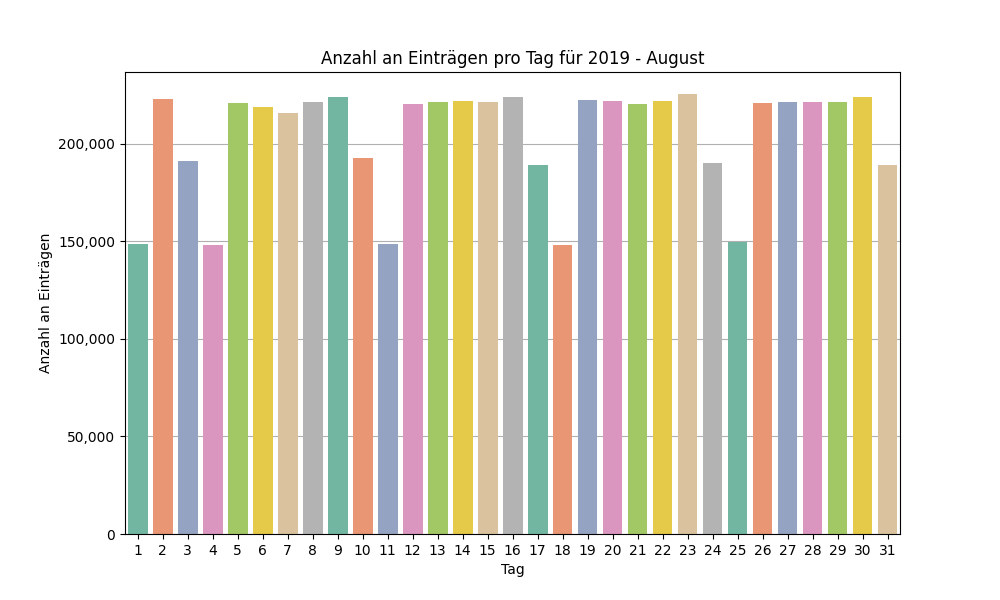 Anzahl an Einträgen pro Tag für 2019 - August
Anzahl an Einträgen
200,000
150,000
100,000
50,000
0
1 2 3 4 5 6 7 8 9 10 11 12 13 14 15 16 17 18 19 20 21 22 23 24 25 26 27 28 29 30 31
Tag